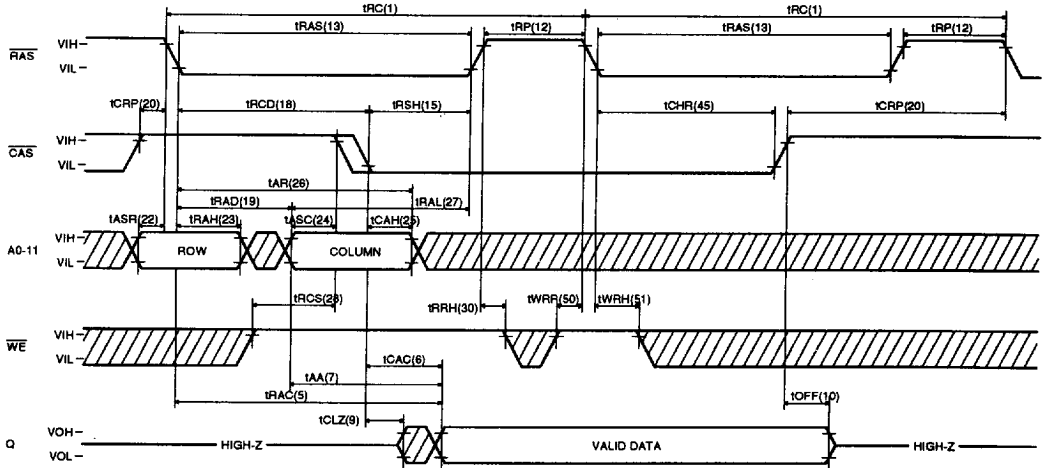 tRC(1) tRC(1)
tRAS(13) tRP(12) tRAS(13) tRP(12)
RAS VIH VIL
tCRP(20) tRCD(18) tRSH(15) tCHR(45) tCRP(20)
CAS VIH VIL
tAR(26)
tRAD(19) tRAL(27)
tASR(22) tRAH(23) tASC(24) tCAH(25)
A0-11 VIH VIL ROW COLUMN
tRCS(28) tRRH(30) tWRP(50) tWRH(51)
WE VIH VIL
tCAC(6)
tAA(7)
tRAC(5) tOFF(10)
tCLZ(9)
Q VOH VOL HIGH-Z VALID DATA HIGH-Z